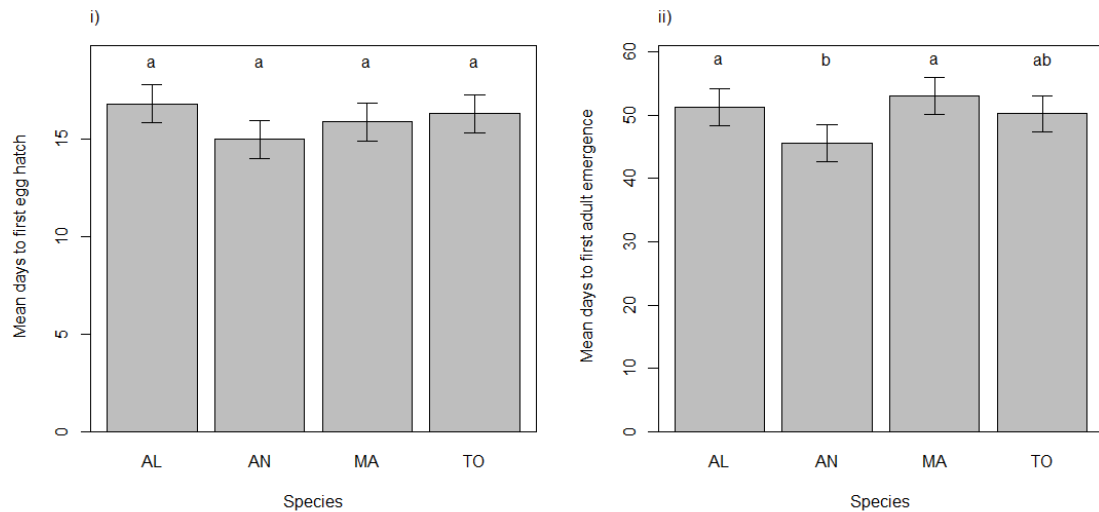 i)
Mean days to first egg hatch
15
10
5
0
a a a a
AL AN MA TO
Species
ii)
Mean days to first adult emergence
60
50
40
30
20
10
0
a b a ab
AL AN MA TO
Species